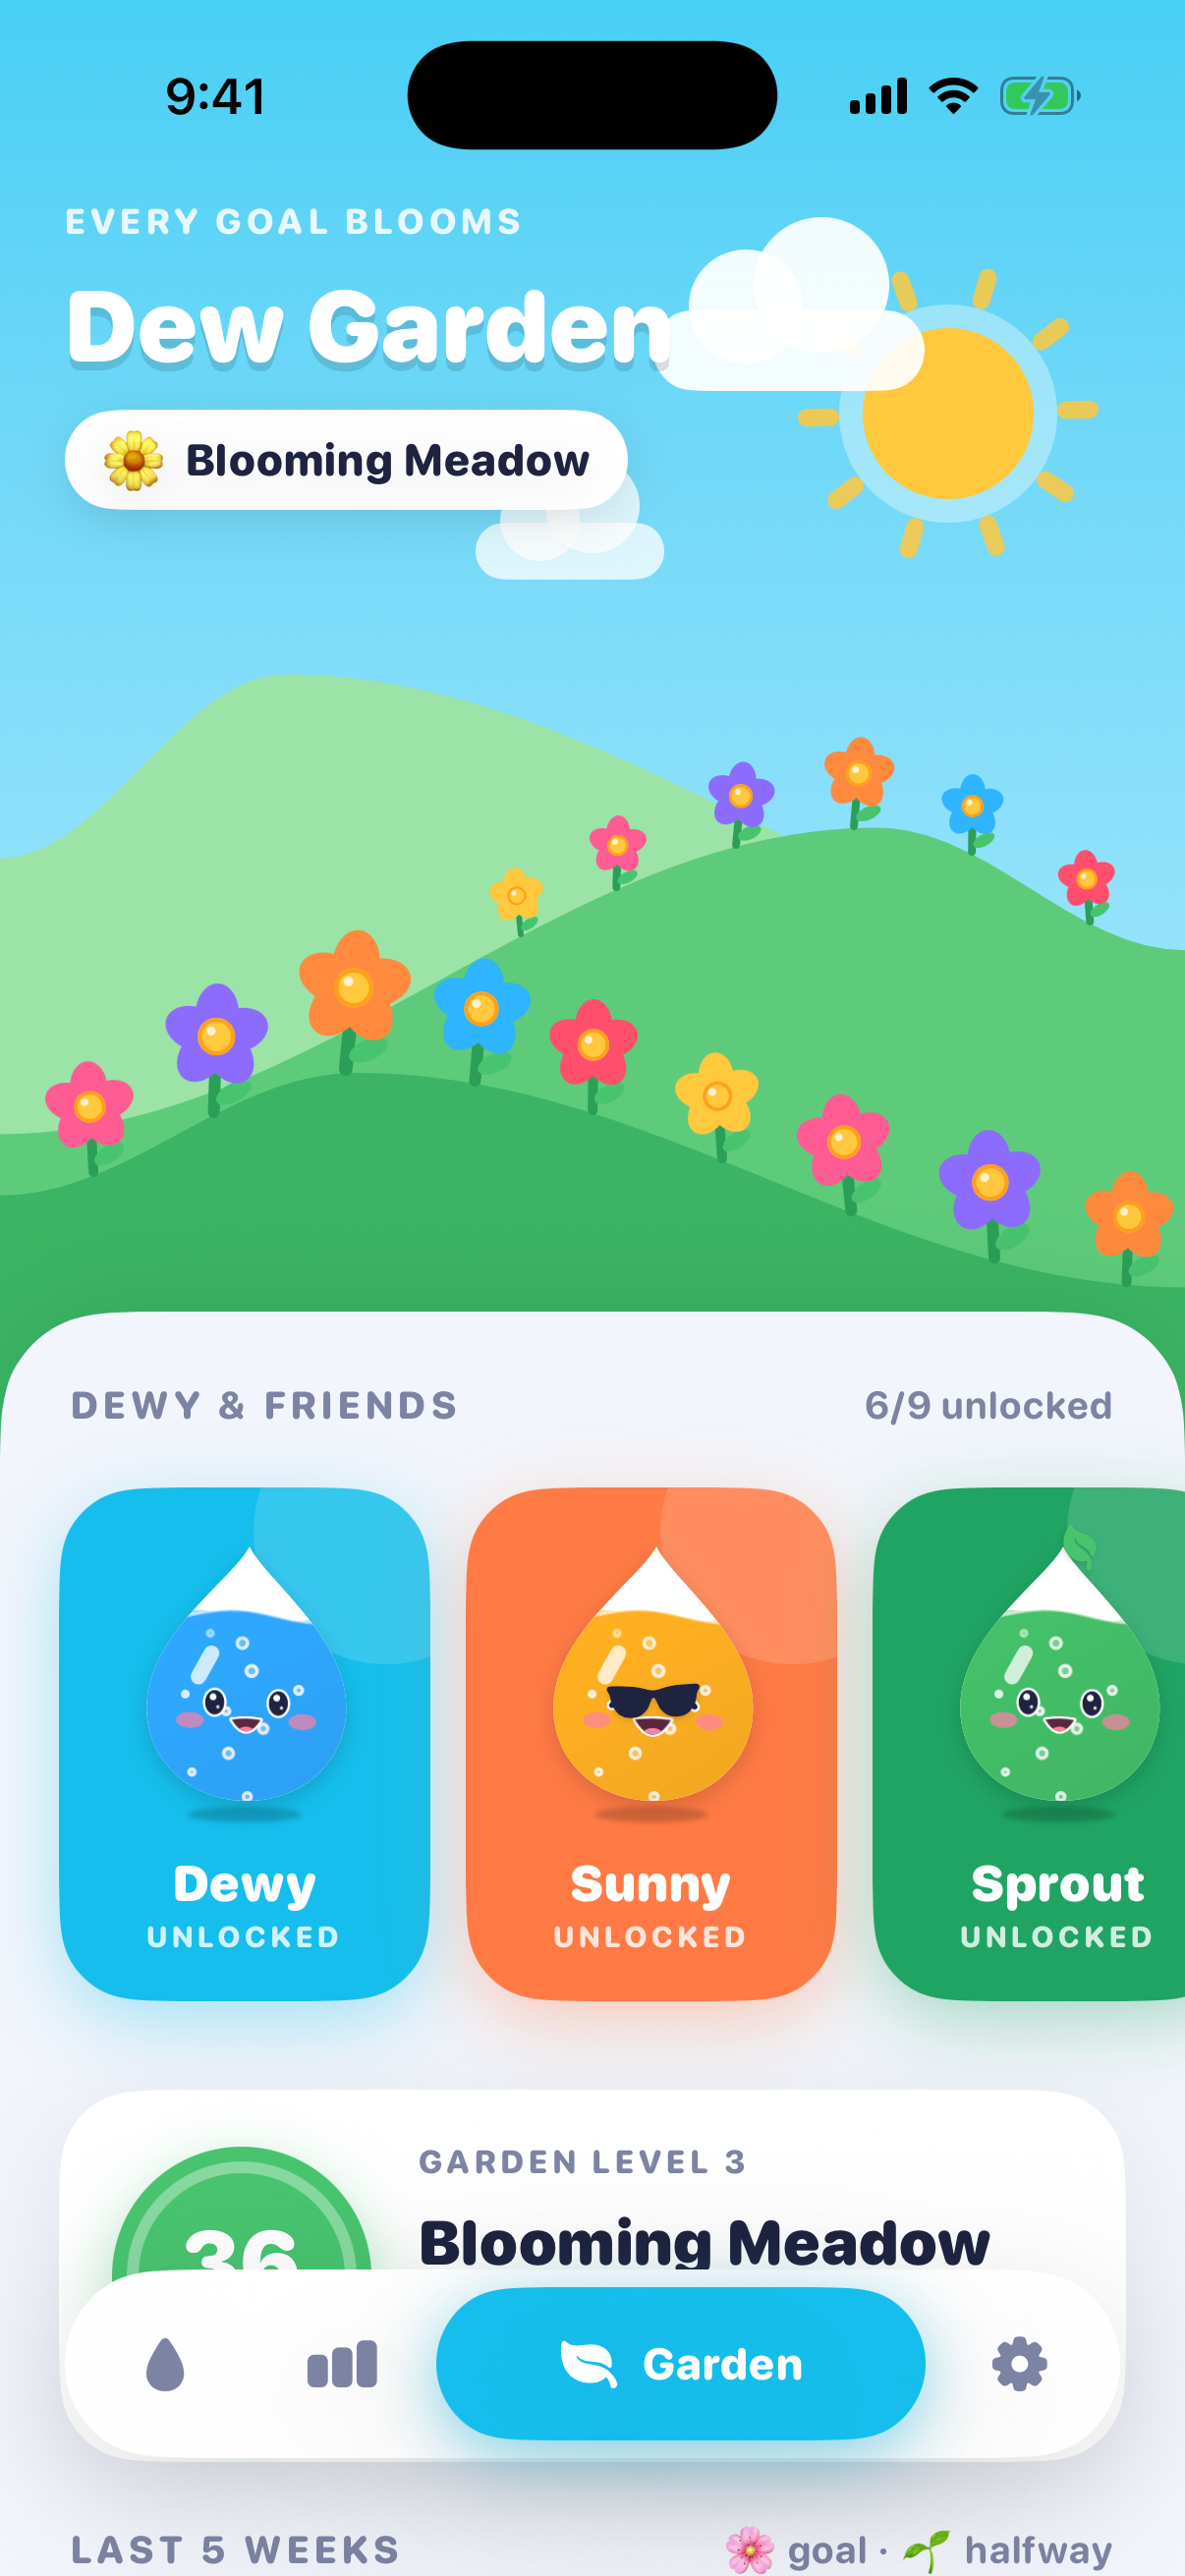 9:41
EVERY GOAL BLOOMS
Dew Garden
Blooming Meadow
DEWY & FRIENDS
6/9 unlocked
Dewy
UNLOCKED
Sunny
UNLOCKED
Sprout
UNLOCKED
GARDEN LEVEL 3
36
Blooming Meadow
Garden
LAST 5 WEEKS
🌸 goal · 🌱 halfway